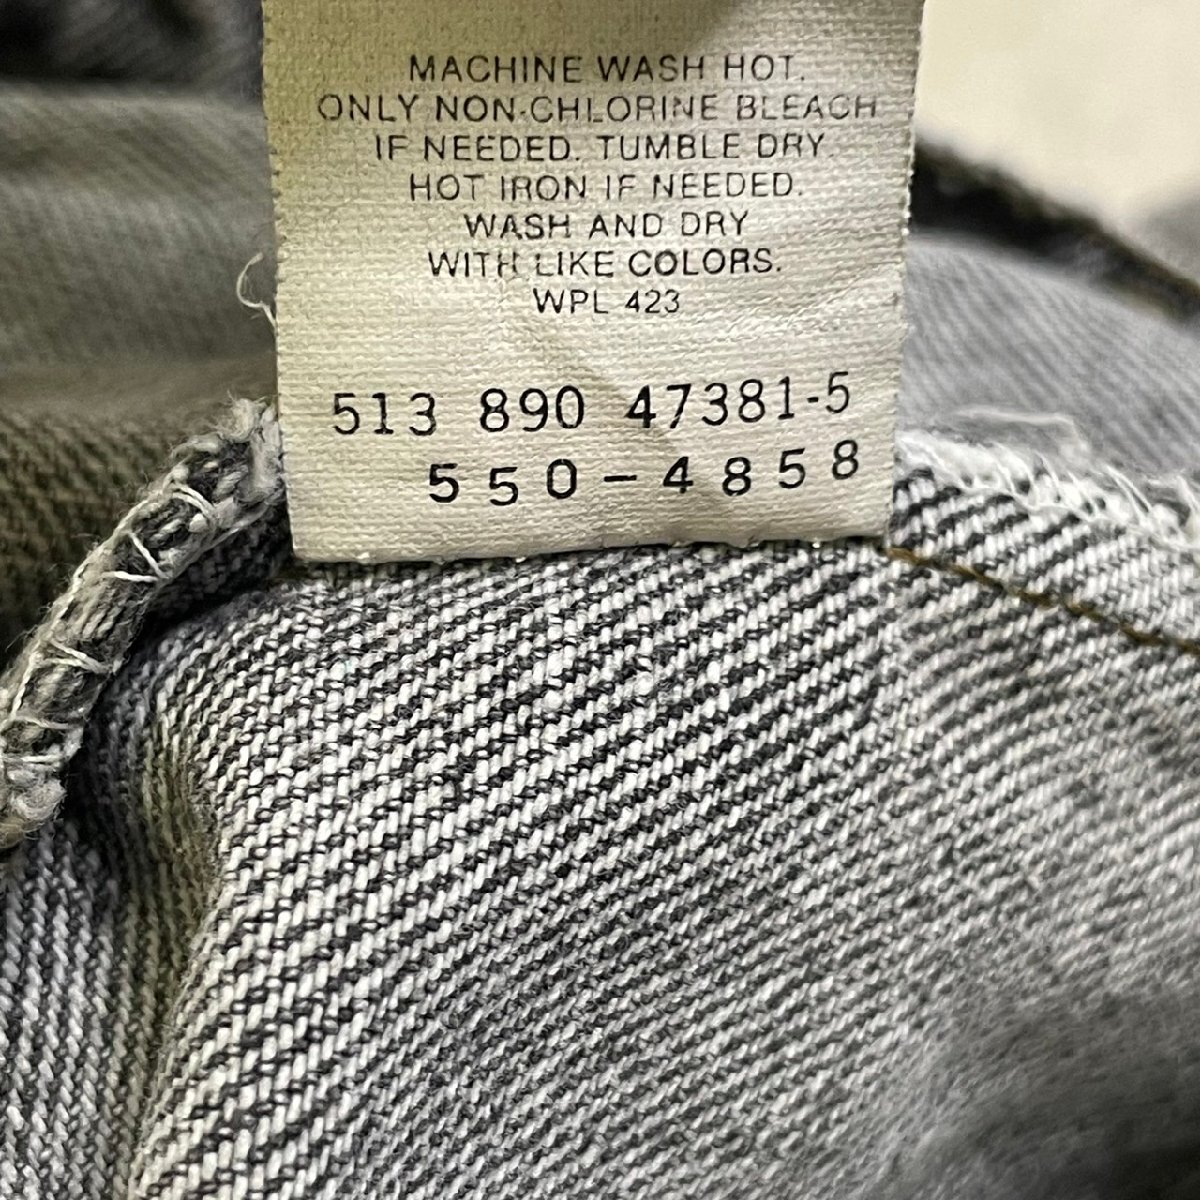 MACHINE WASH HOT.
ONLY NON-CHLORINE BLEACH
IF NEEDED. TUMBLE DRY.
HOT IRON IF NEEDED.
WASH AND DRY
WITH LIKE COLORS.
WPL 423
513 890 47381-5
550-4858